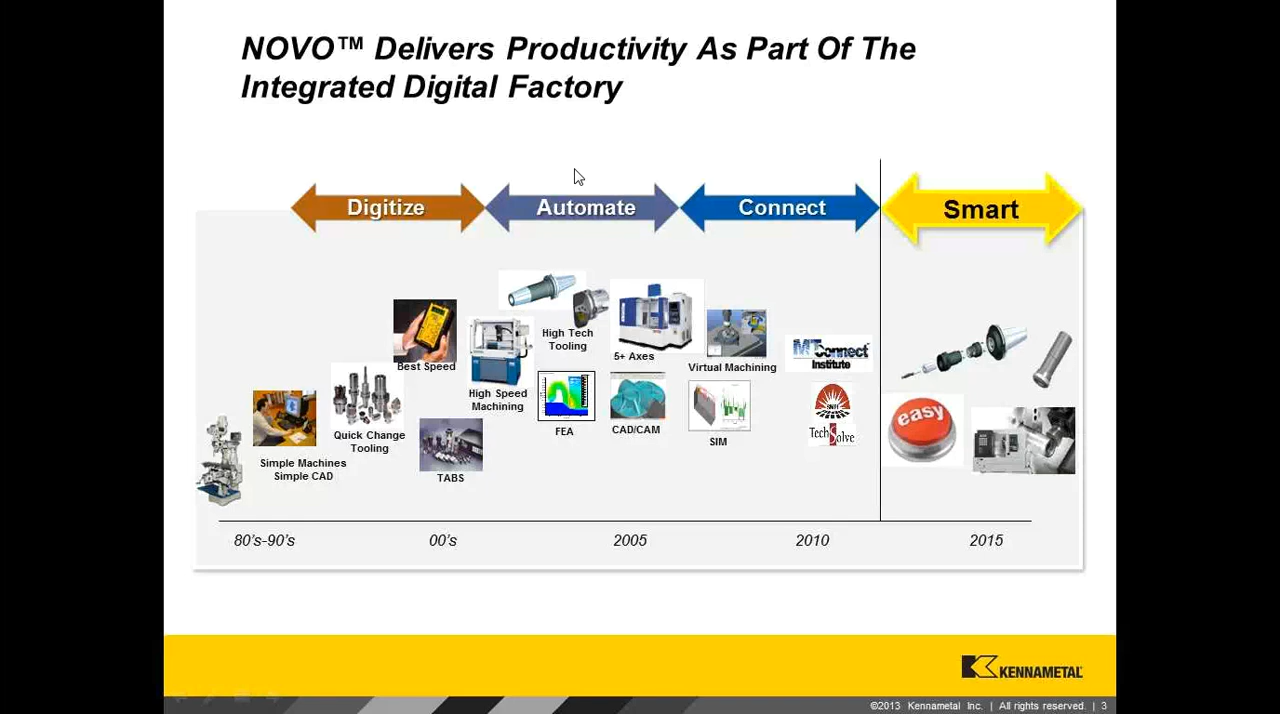 NOVO™ Delivers Productivity As Part Of The
Integrated Digital Factory
Digitize
Automate
Connect
Smart
High Tech
Tooling
5+ Axes
Best Speed
Virtual Machining
MTConnect
Institute
High Speed
Machining
easy
Quick Change
Tooling
FEA
CAD/CAM
SIM
TechSolve
Simple Machines
Simple CAD
TABS
80's-90's
00's
2005
2010
2015
KENNAMETAL
©2013 Kennametal Inc. | All rights reserved. | 3